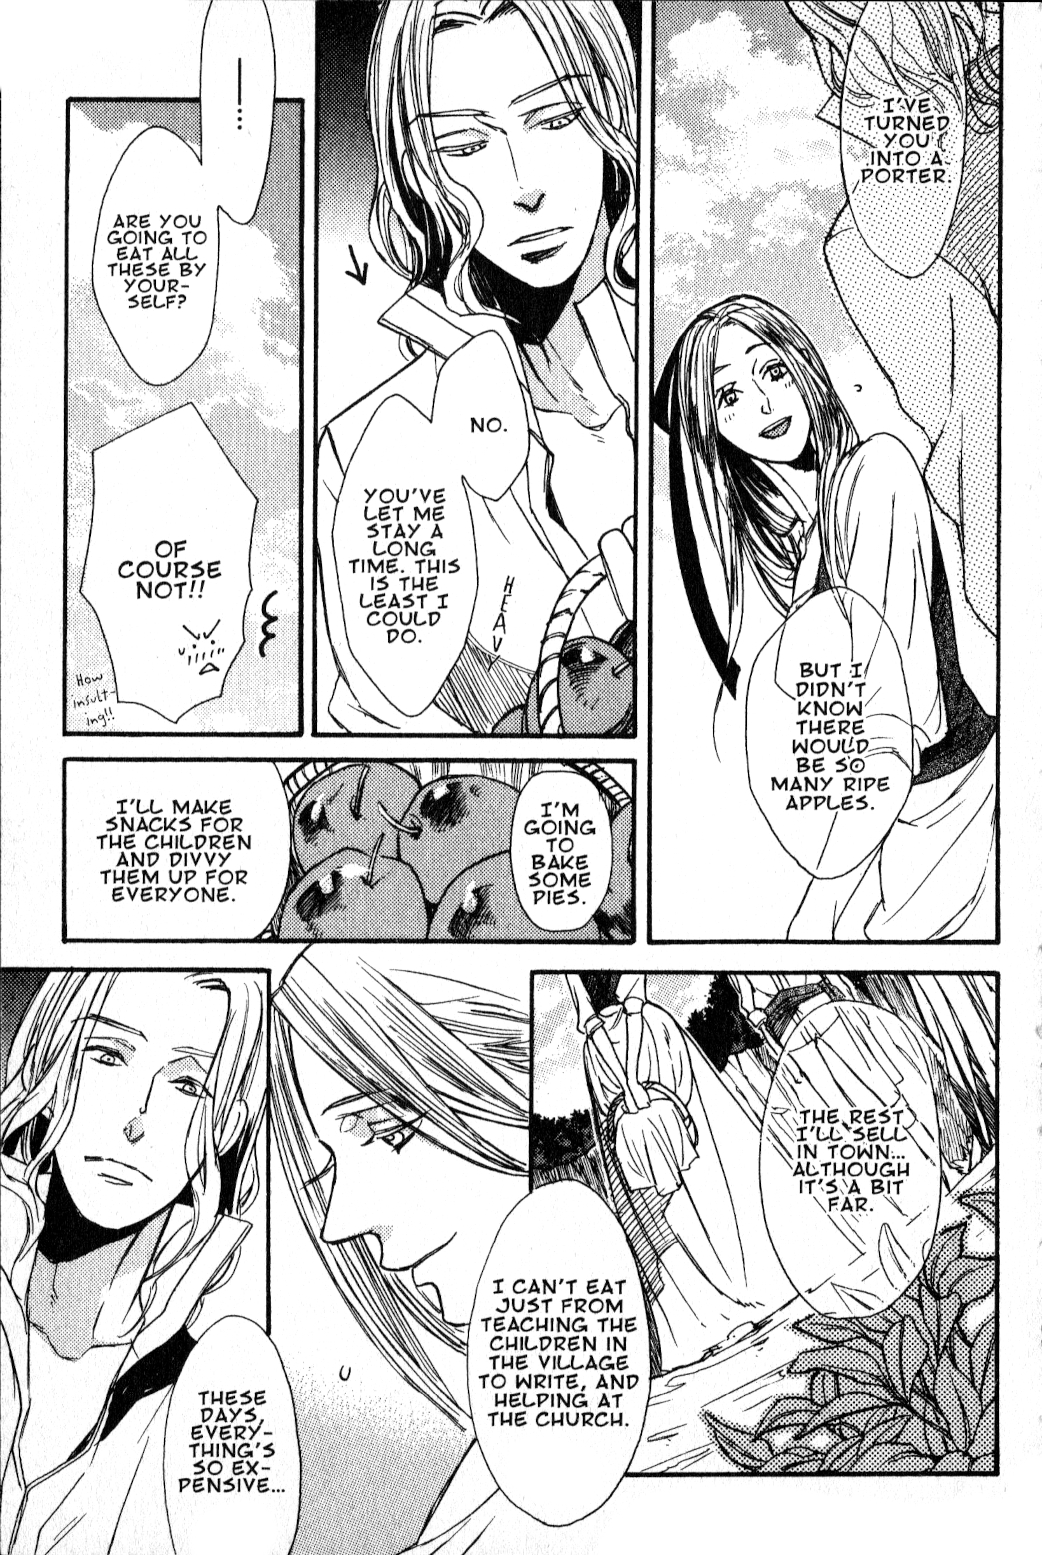 I'VE
TURNED
YOU
INTO A
PORTER.
BUT I
DIDN'T
KNOW
THERE
WOULD
BE SO
MANY RIPE
APPLES.
NO.
YOU'VE
LET ME
STAY A
LONG
TIME. THIS
IS THE
LEAST I
COULD
DO.
HEAV
ARE YOU
GOING TO
EAT ALL
THESE BY
YOUR-
SELF?
OF
COURSE
NOT!!
How
insult-
ing!!
I'M
GOING
TO
BAKE
SOME
PIES.
I'LL MAKE
SNACKS FOR
THE CHILDREN
AND DIVVY
THEM UP FOR
EVERYONE.
THE REST
I'LL SELL
IN TOWN...
ALTHOUGH
IT'S A BIT
FAR.
I CAN'T EAT
JUST FROM
TEACHING THE
CHILDREN IN
THE VILLAGE
TO WRITE, AND
HELPING AT
THE CHURCH.
THESE
DAYS,
EVERY-
THING'S
SO EX-
PENSIVE...